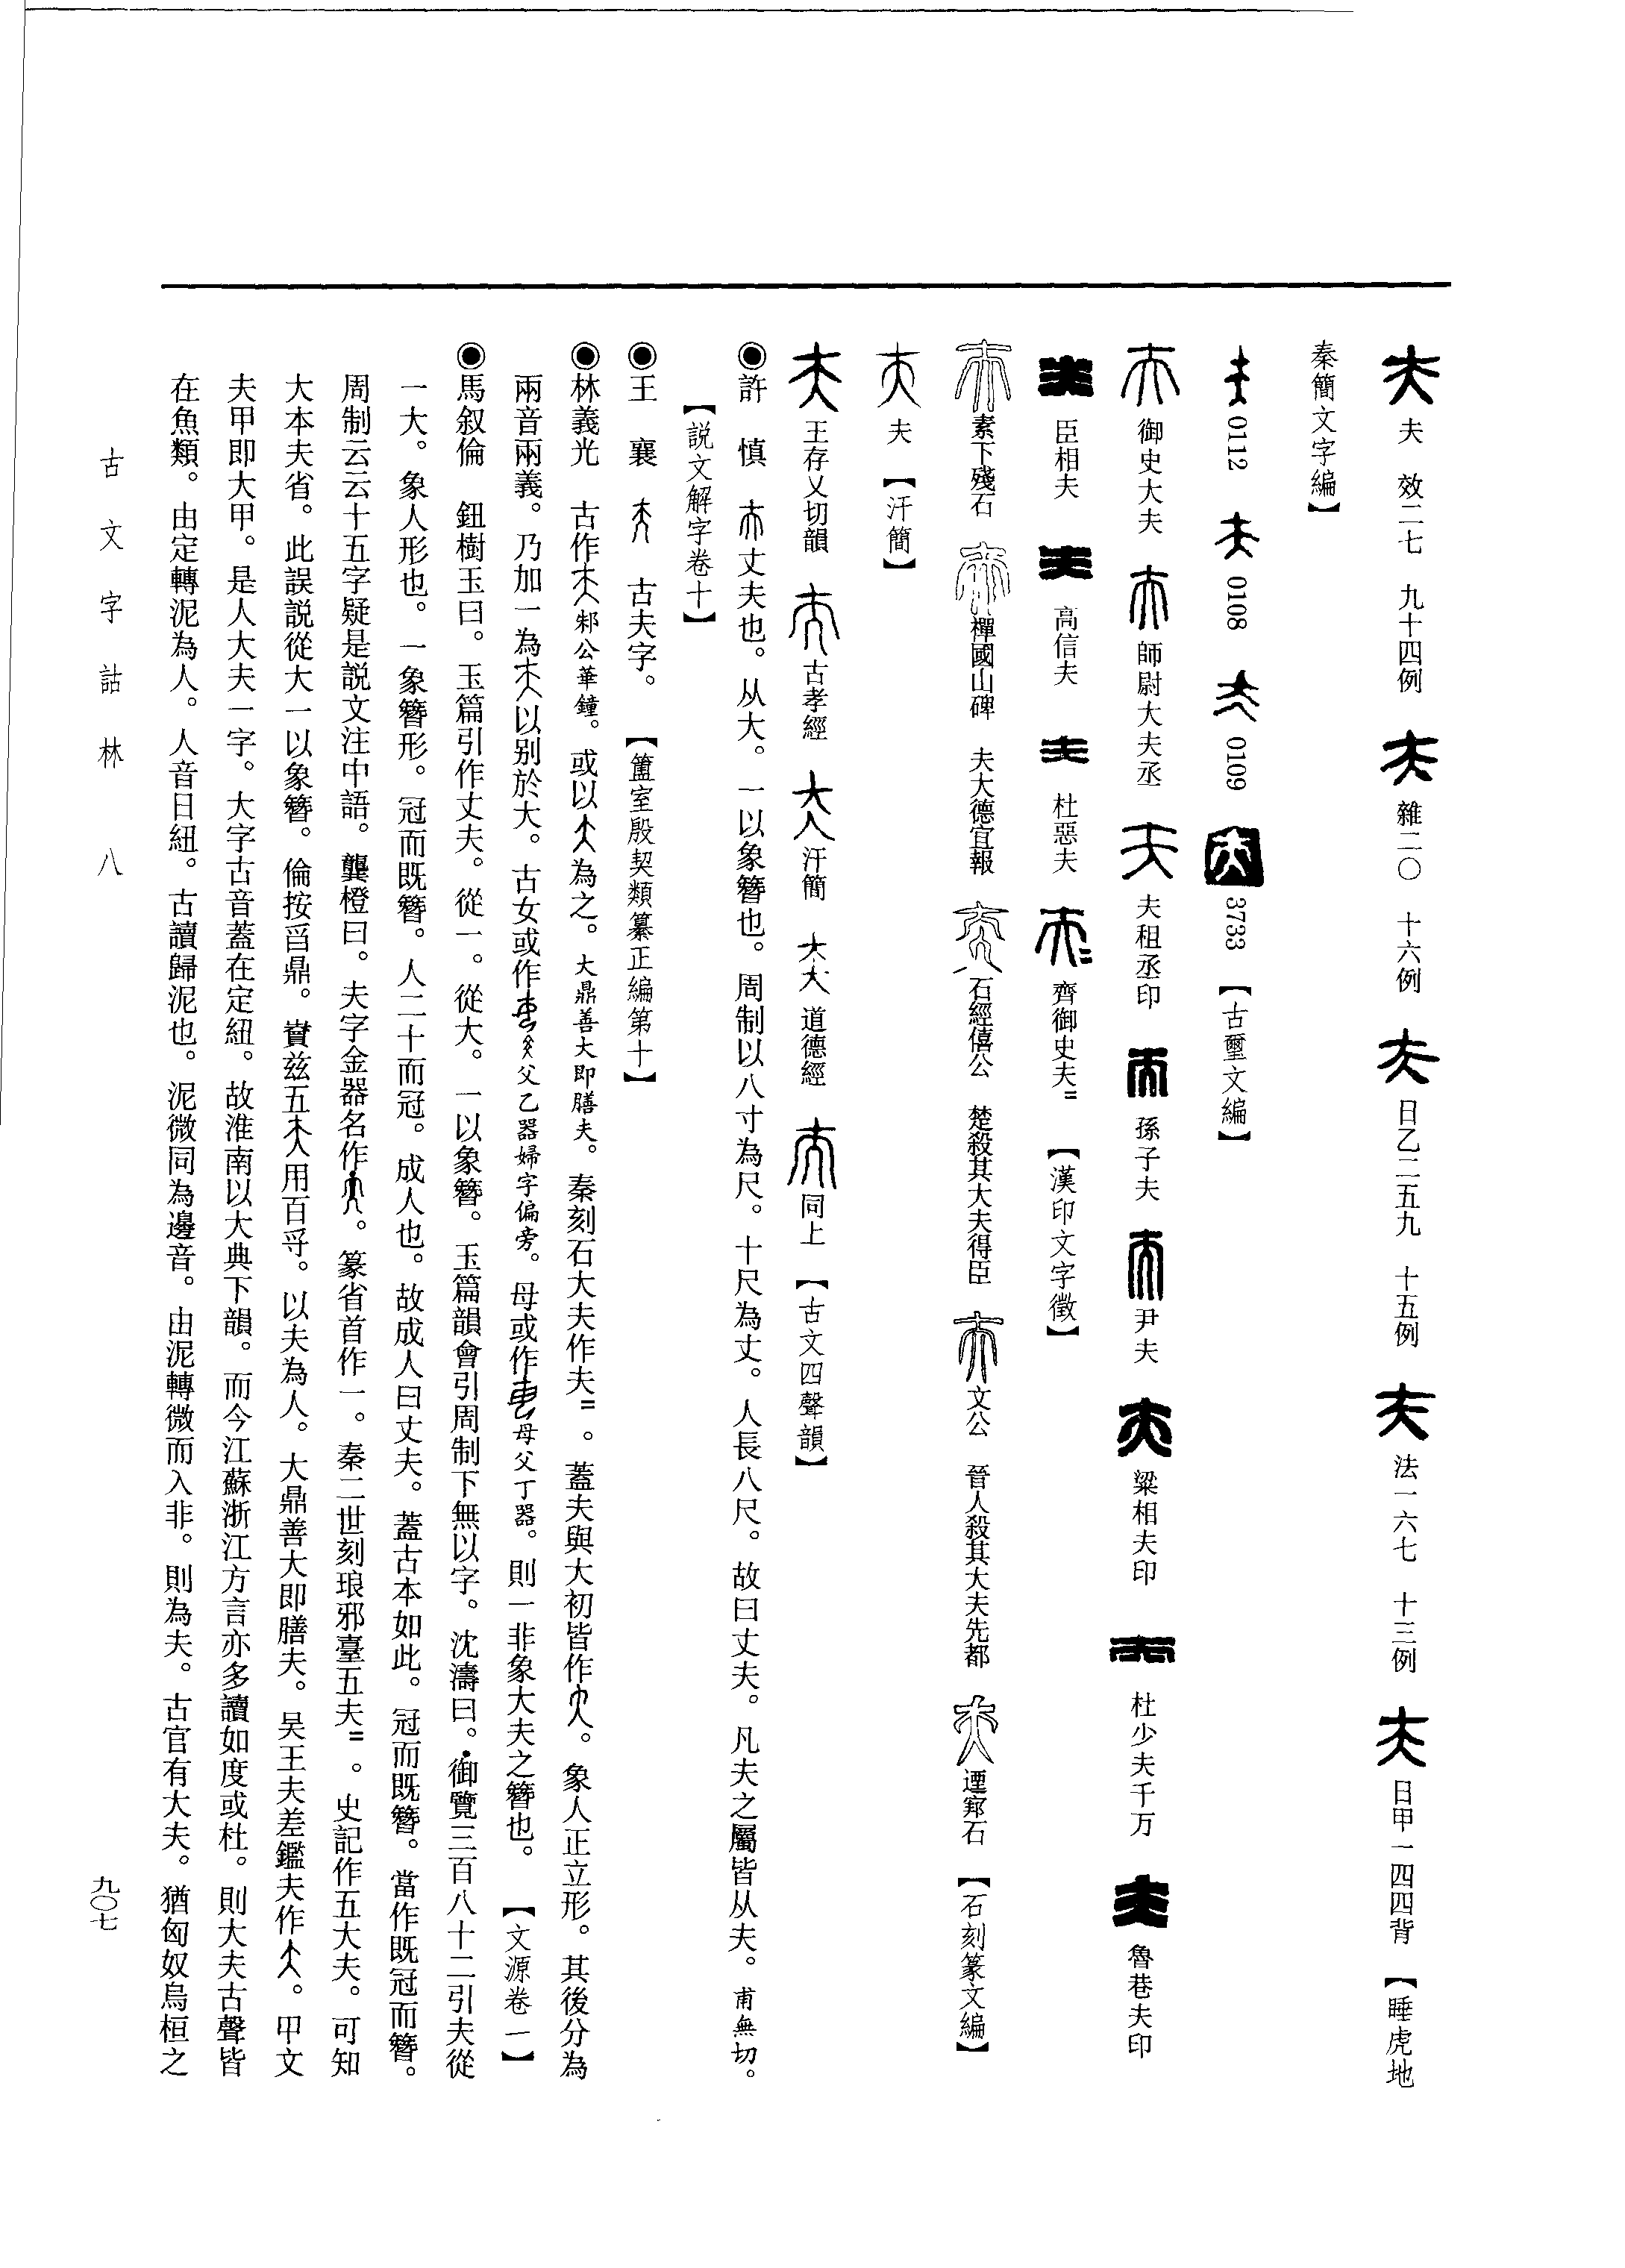 夫　效二七　九十四例　雜二〇　十六例　日乙二五九　十五例　法一六七　十三例　日甲一四四背　【睡虎地
秦簡文字編】
0112　0108　0109　3733　【古璽文編】
御史大夫　師尉大夫丞　夫租丞印　孫子夫　尹夫　粱相夫印　杜少夫千万　魯巷夫印
臣相夫　高信夫　杜惡夫　齊御史夫〓　【漢印文字徵】
素下殘石　禪國山碑　夫大德宜報　石經僖公　楚殺其大夫得臣　文公　晉人殺其大夫先都　石　【石刻篆文編】
夫　【汗簡】
王存乂切韻　古孝經　汗簡　道德經　同上　【古文四聲韻】
◉許　慎　丈夫也。从大。一以象簪也。周制以八寸為尺。十尺為丈。人長八尺。故曰丈夫。凡夫之屬皆从夫。甫無切。
【説文解字卷十】
◉王　襄　古夫字。　【簠室殷契類纂正編第十】
◉林義光　古作邾公華鐘。或以為之。大鼎善大即膳夫。秦刻石大夫作夫〓。蓋夫與大初皆作。象人正立形。其後分為
兩音兩義。乃加一為以别於大。古女或作父乙器婦字偏旁。母或作母父丁器。則一非象大夫之簪也。　【文源卷一】
◉馬叙倫　鈕樹玉曰。玉篇引作丈夫。從一。從大。一以象簪。玉篇韻會引周制下無以字。沈濤曰。御覽三百八十二引夫從
一大。象人形也。一象簪形。冠而既簪。人二十而冠。成人也。故成人曰丈夫。蓋古本如此。冠而既簪。當作既冠而簪。
周制云云十五字疑是説文注中語。龔橙曰。夫字金器名作。篆省首作一。秦二世刻琅邪臺五夫〓。史記作五大夫。可知
大本夫省。此誤説從大一以象簪。倫按舀鼎。賣兹五用百寽。以夫為人。大鼎善大即膳夫。吴王夫差鑑夫作。甲文
夫甲即大甲。是人大夫一字。大字古音蓋在定紐。故淮南以大典下韻。而今江蘇浙江方言亦多讀如度或杜。則大夫古聲皆
在魚類。由定轉泥為人。人音日紐。古讀歸泥也。泥微同為邊音。由泥轉微而入非。則為夫。古官有大夫。猶匈奴烏桓之
古文字詁林　八
九〇七